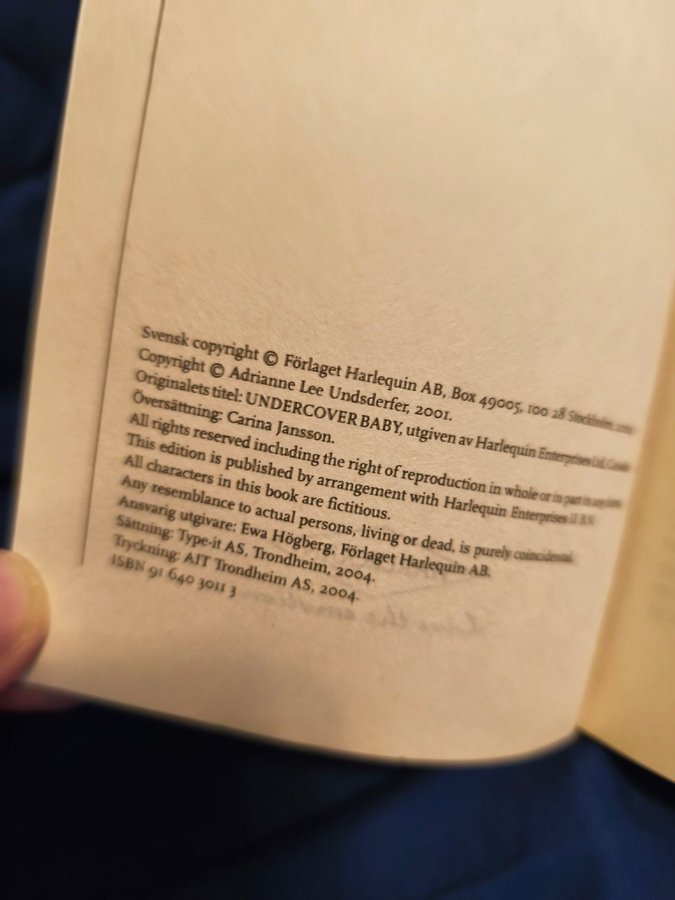 Svensk copyright © Förlaget Harlequin AB, Box 49005, 100 28 Stockholm,
Copyright © Adrianne Lee Undsderfer, 2001.
Originalets titel: UNDERCOVER BABY, utgiven av Harlequin Enterprises Ltd, Canada
Översättning: Carina Jansson.
All rights reserved including the right of reproduction in whole or in part in any form.
This edition is published by arrangement with Harlequin Enterprises II B.V.
All characters in this book are fictitious.
Any resemblance to actual persons, living or dead, is purely coincidental.
Ansvarig utgivare: Ewa Högberg, Förlaget Harlequin AB.
Sättning: Type-it AS, Trondheim, 2004.
Tryckning: AIT Trondheim AS, 2004.
ISBN 91 640 3011 3